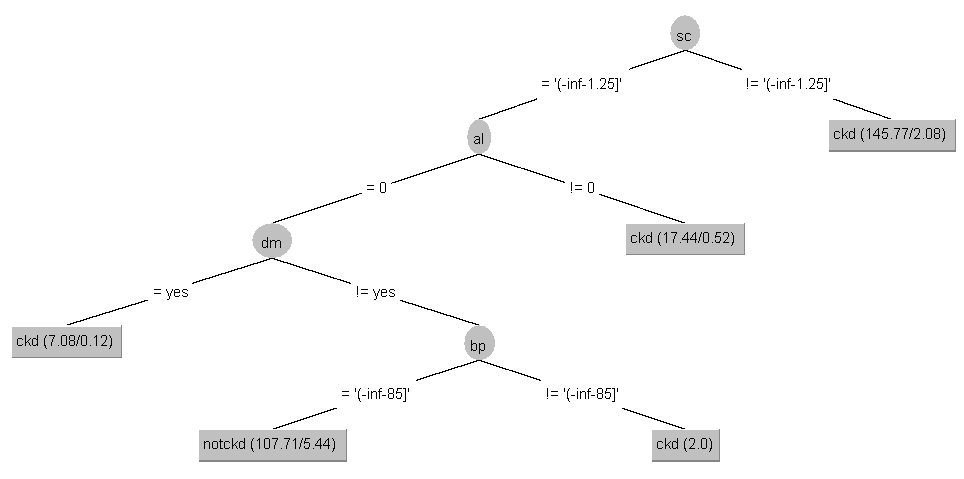 sc
= '(-inf-1.25]'
!= '(-inf-1.25]'
al
ckd (145.77/2.08)
= 0
!= 0
dm
ckd (17.44/0.52)
= yes
!= yes
ckd (7.08/0.12)
bp
= '(-inf-85]'
!= '(-inf-85]'
notckd (107.71/5.44)
ckd (2.0)